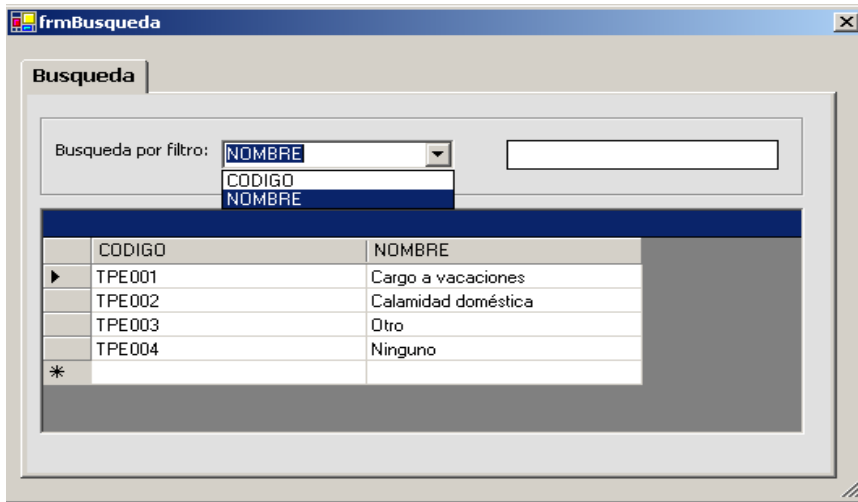 frmBusqueda
Busqueda
Busqueda por filtro: NOMBRE
CODIGO
NOMBRE
CODIGO NOMBRE
TPE001 Cargo a vacaciones
TPE002 Calamidad doméstica
TPE003 Otro
TPE004 Ninguno